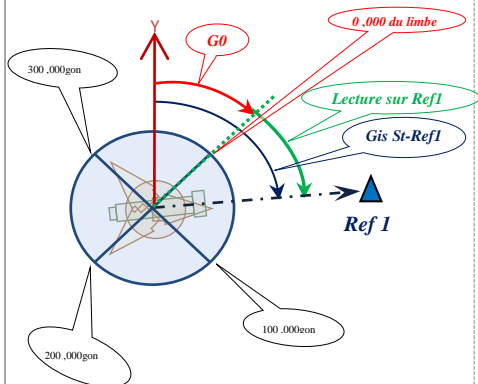 Y
0 ,000 du limbe
G0
300 ,000gon
Lecture sur Ref1
Gis St-Ref1
Ref 1
100 ,000gon
200 ,000gon